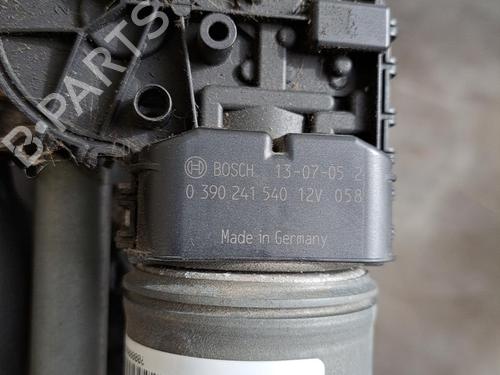 B-PARTS
BOSCH 13-07-05 2
0 390 241 540 12V 058
Made in Germany